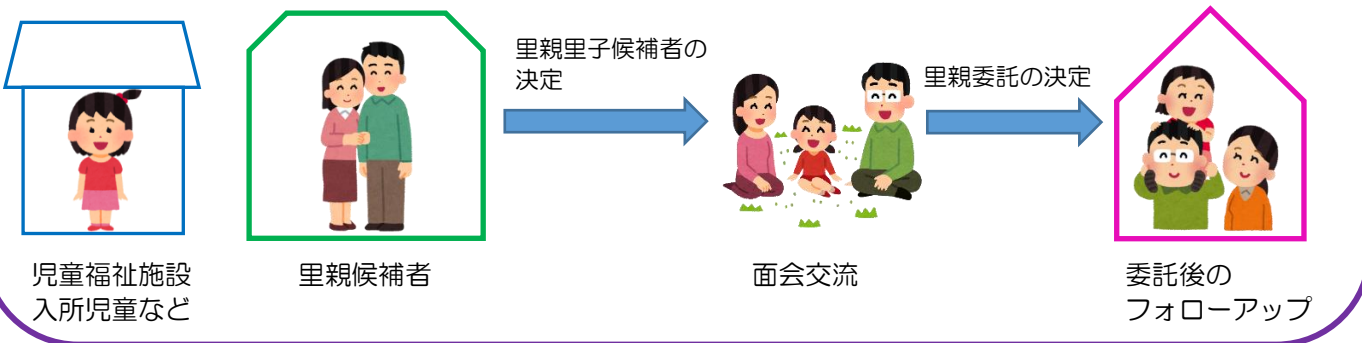 里親里子候補者の
決定
里親委託の決定
児童福祉施設
入所児童など
里親候補者
面会交流
委託後の
フォローアップ